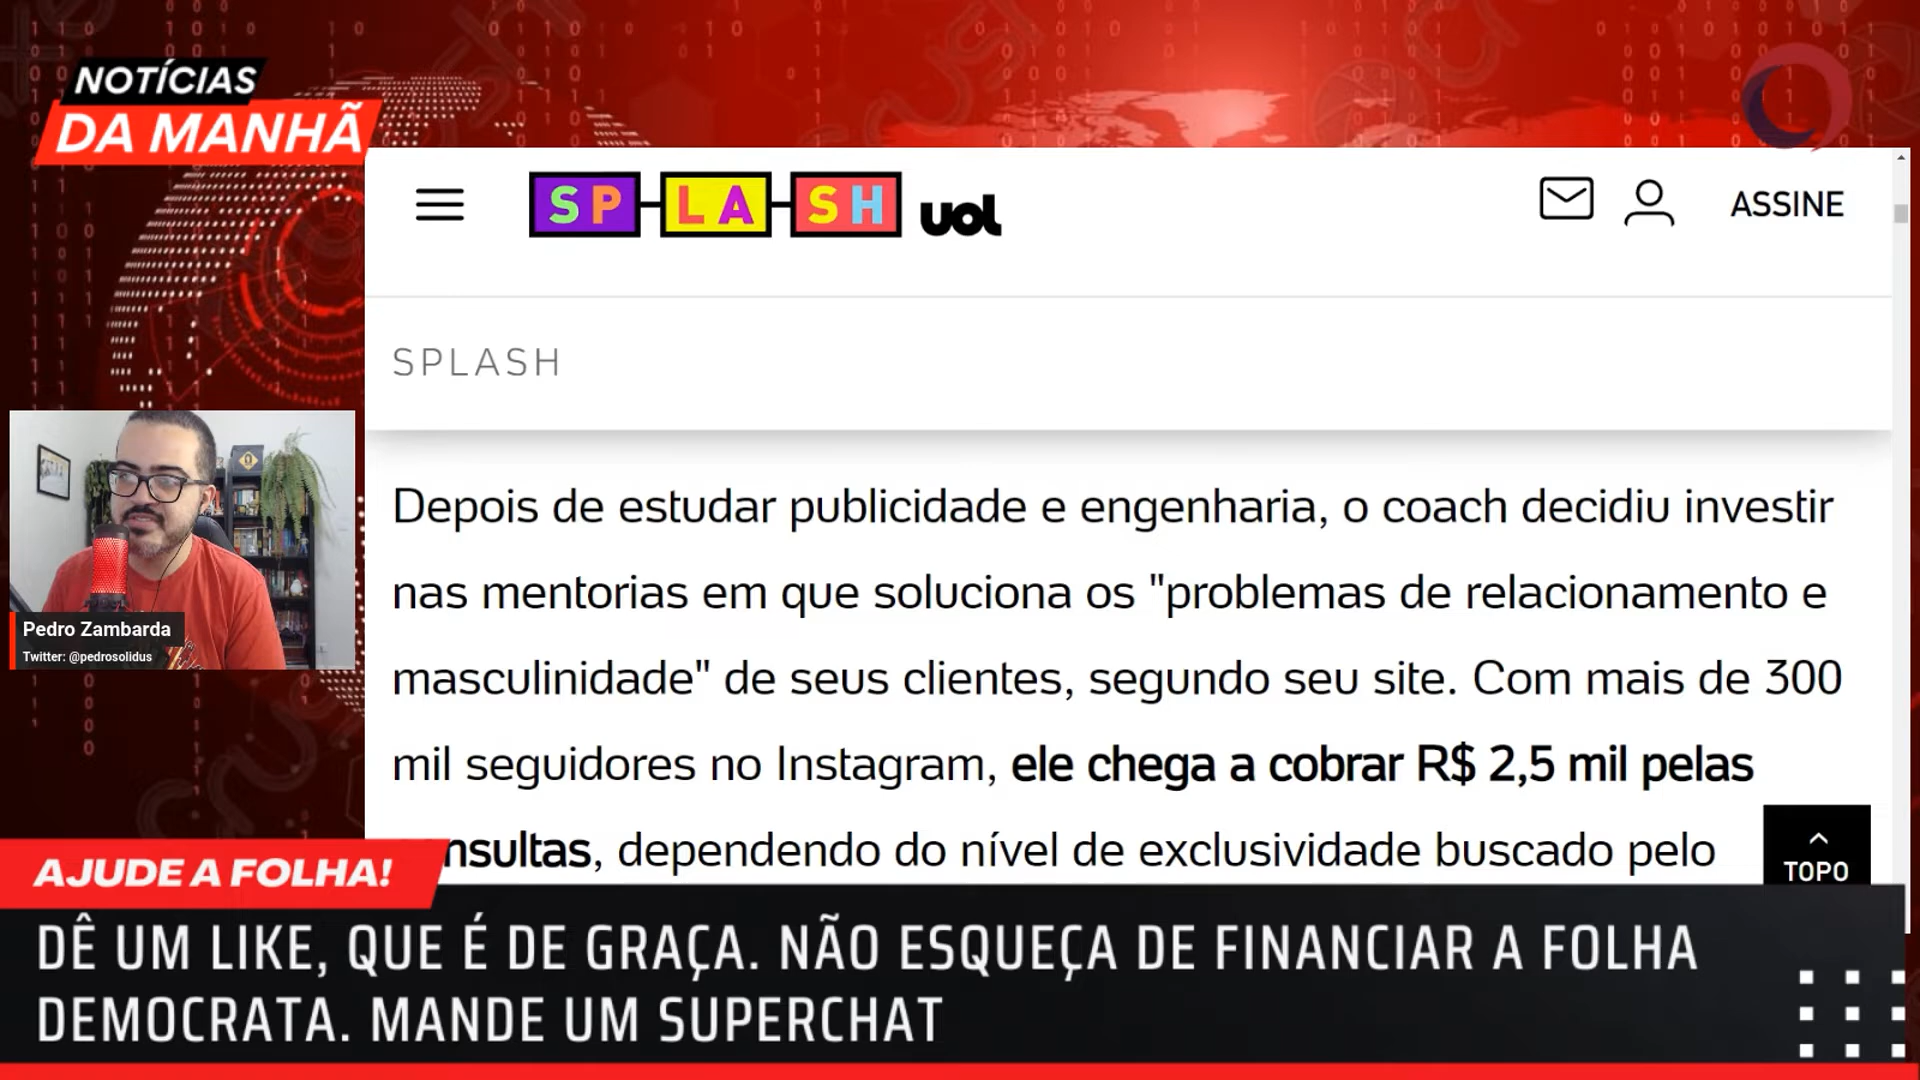 NOTÍCIAS
DA MANHÃ
SPLASH uol
ASSINE
SPLASH
Depois de estudar publicidade e engenharia, o coach decidiu investir
nas mentorias em que soluciona os "problemas de relacionamento e
masculinidade" de seus clientes, segundo seu site. Com mais de 300
mil seguidores no Instagram, ele chega a cobrar R$ 2,5 mil pelas
nsultas, dependendo do nível de exclusividade buscado pelo
TOPO
Pedro Zambarda
Twitter: @pedrosolidus
AJUDE A FOLHA!
DÊ UM LIKE, QUE É DE GRAÇA. NÃO ESQUEÇA DE FINANCIAR A FOLHA
DEMOCRATA. MANDE UM SUPERCHAT